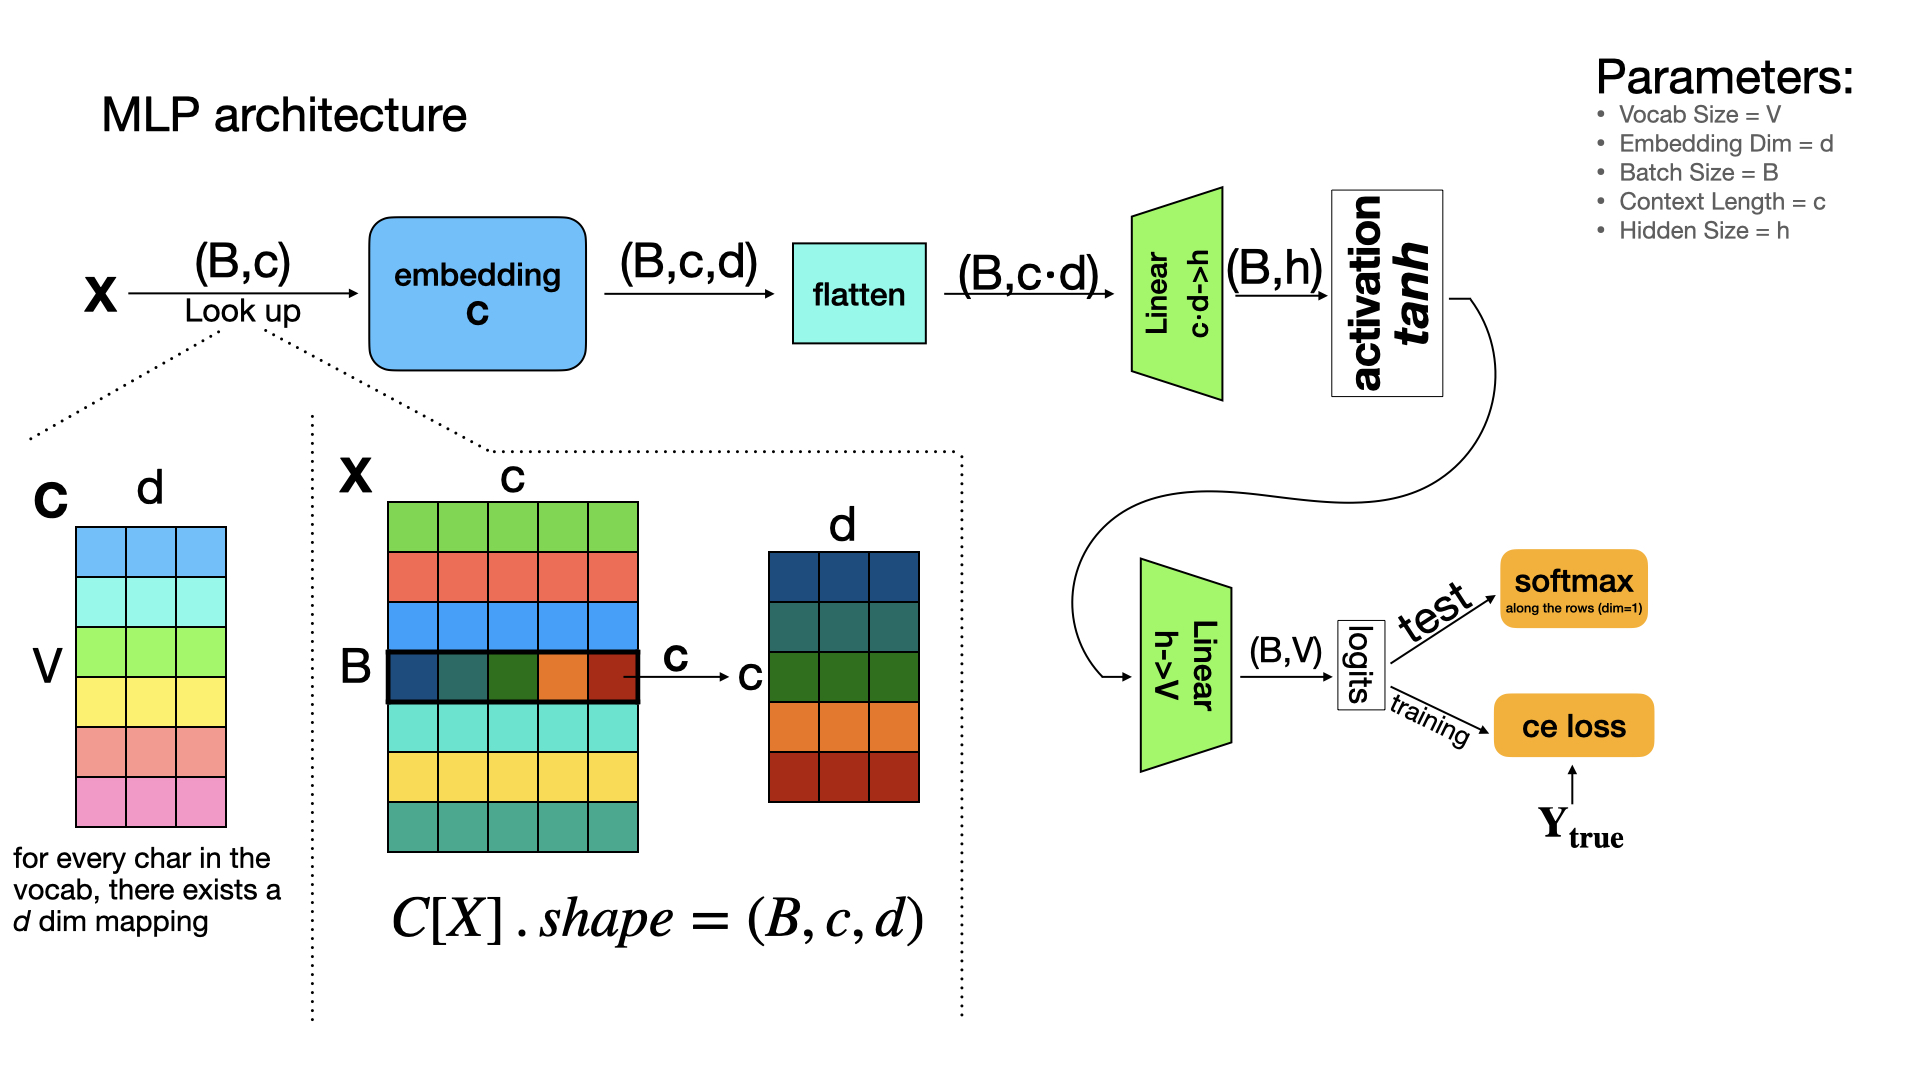 MLP architecture
Parameters:
• Vocab Size = V
• Embedding Dim = d
• Batch Size = B
• Context Length = c
• Hidden Size = h
X
(B,c)
Look up
embedding
C
(B,c,d)
flatten
(B,c·d)
Linear
c·d->h
(B,h)
activation
tanh
C
d
V
for every char in the
vocab, there exists a
d dim mapping
X
c
B
C
d
c
C[X] . shape = (B, c, d)
Linear
h->V
(B,V)
logits
test
training
softmax
along the rows (dim=1)
ce loss
Y_true